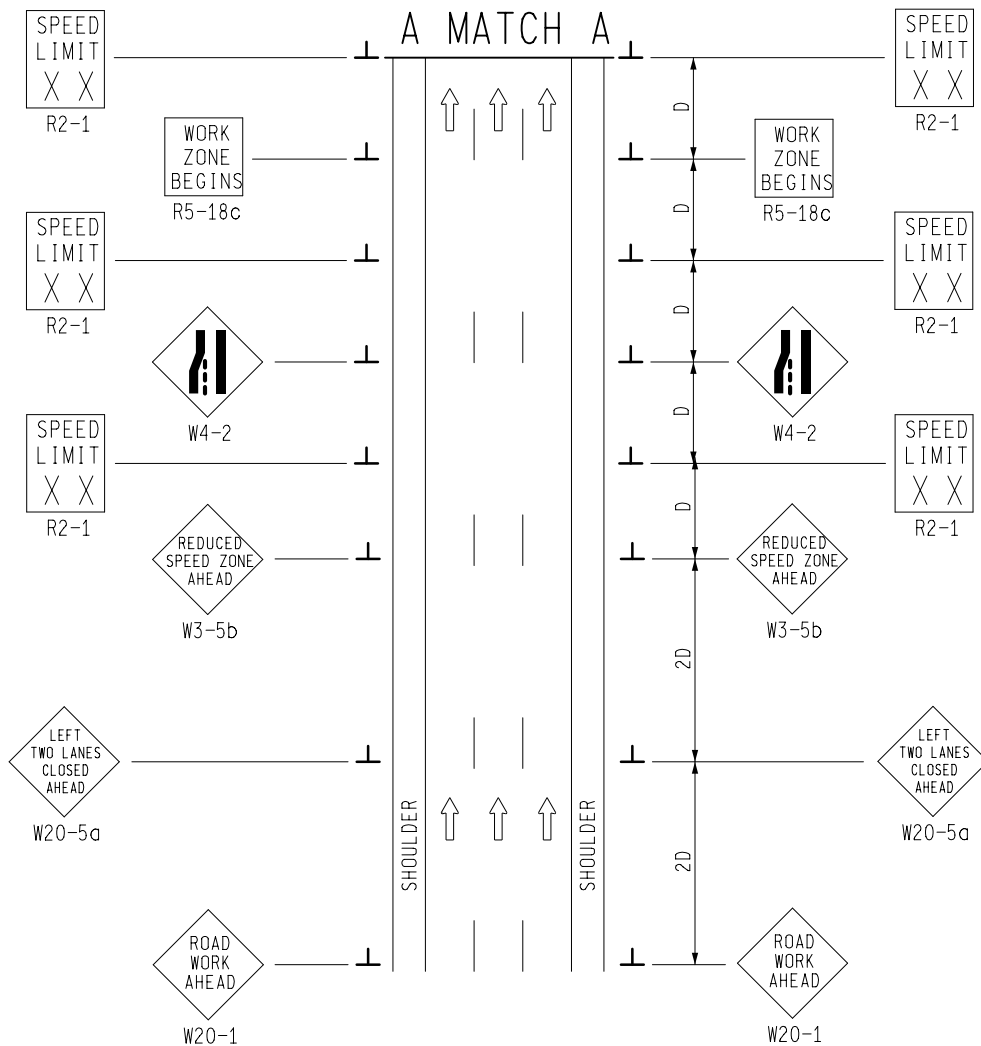 A MATCH A
SPEED
LIMIT
X X
R2-1
SPEED
LIMIT
X X
R2-1
D
WORK
ZONE
BEGINS
R5-18c
WORK
ZONE
BEGINS
R5-18c
D
SPEED
LIMIT
X X
R2-1
SPEED
LIMIT
X X
R2-1
D
W4-2
W4-2
D
SPEED
LIMIT
X X
R2-1
SPEED
LIMIT
X X
R2-1
D
REDUCED
SPEED ZONE
AHEAD
W3-5b
REDUCED
SPEED ZONE
AHEAD
W3-5b
2D
LEFT
TWO LANES
CLOSED
AHEAD
W20-5a
LEFT
TWO LANES
CLOSED
AHEAD
W20-5a
SHOULDER
SHOULDER
2D
ROAD
WORK
AHEAD
W20-1
ROAD
WORK
AHEAD
W20-1